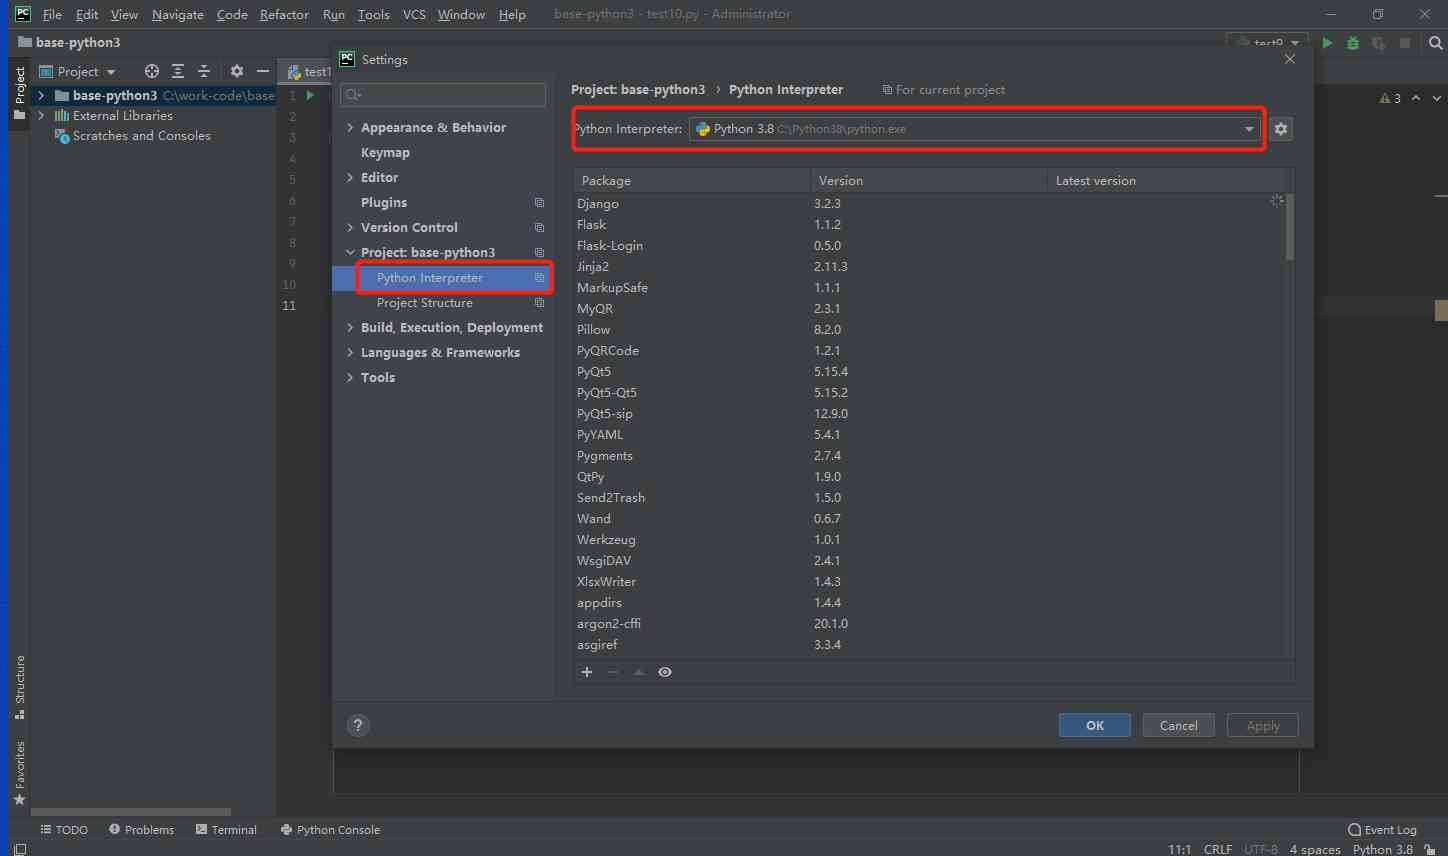 PC File Edit View Navigate Code Refactor Run Tools VCS Window Help base-python3 - test10.py - Administrator
base-python3
test9
Project
Project
test1
base-python3 C:\work-code\base
External Libraries
Scratches and Consoles
1
2
3
4
5
6
7
8
9
10
11
3
PC Settings
Appearance & Behavior
Keymap
Editor
Plugins
Version Control
Project: base-python3
Python Interpreter
Project Structure
Build, Execution, Deployment
Languages & Frameworks
Tools
Project: base-python3 › Python Interpreter For current project
Python Interpreter: Python 3.8 C:\Python38\python.exe
Package Version Latest version
Django 3.2.3
Flask 1.1.2
Flask-Login 0.5.0
Jinja2 2.11.3
MarkupSafe 1.1.1
MyQR 2.3.1
Pillow 8.2.0
PyQRCode 1.2.1
PyQt5 5.15.4
PyQt5-Qt5 5.15.2
PyQt5-sip 12.9.0
PyYAML 5.4.1
Pygments 2.7.4
QtPy 1.9.0
Send2Trash 1.5.0
Wand 0.6.7
Werkzeug 1.0.1
WsgiDAV 2.4.1
XlsxWriter 1.4.3
appdirs 1.4.4
argon2-cffi 20.1.0
asgiref 3.3.4
? OK Cancel Apply
Structure
Favorites
TODO Problems Terminal Python Console Event Log
11:1 CRLF UTF-8 4 spaces Python 3.8